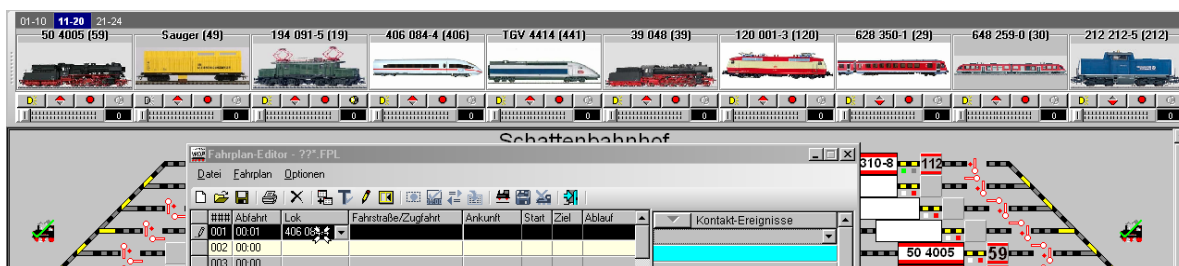 01-10 11-20 21-24
50 4005 (59) Sauger (49) 194 091-5 (19) 406 084-4 (406) TGV 4414 (441) 39 048 (39) 120 001-3 (120) 628 350-1 (29) 648 259-0 (30) 212 212-5 (212)
0 0 0 0 0 0 0 0 0 0
Schattenbahnhof
Fahrplan-Editor - ??*.FPL
310-8 112
Datei Fahrplan Optionen
### Abfahrt Lok Fahrstraße/Zugfahrt Ankunft Start Ziel Ablauf Kontakt-Ereignisse
001 00:01 406
002 00:00
50 4005 59
003 00:00